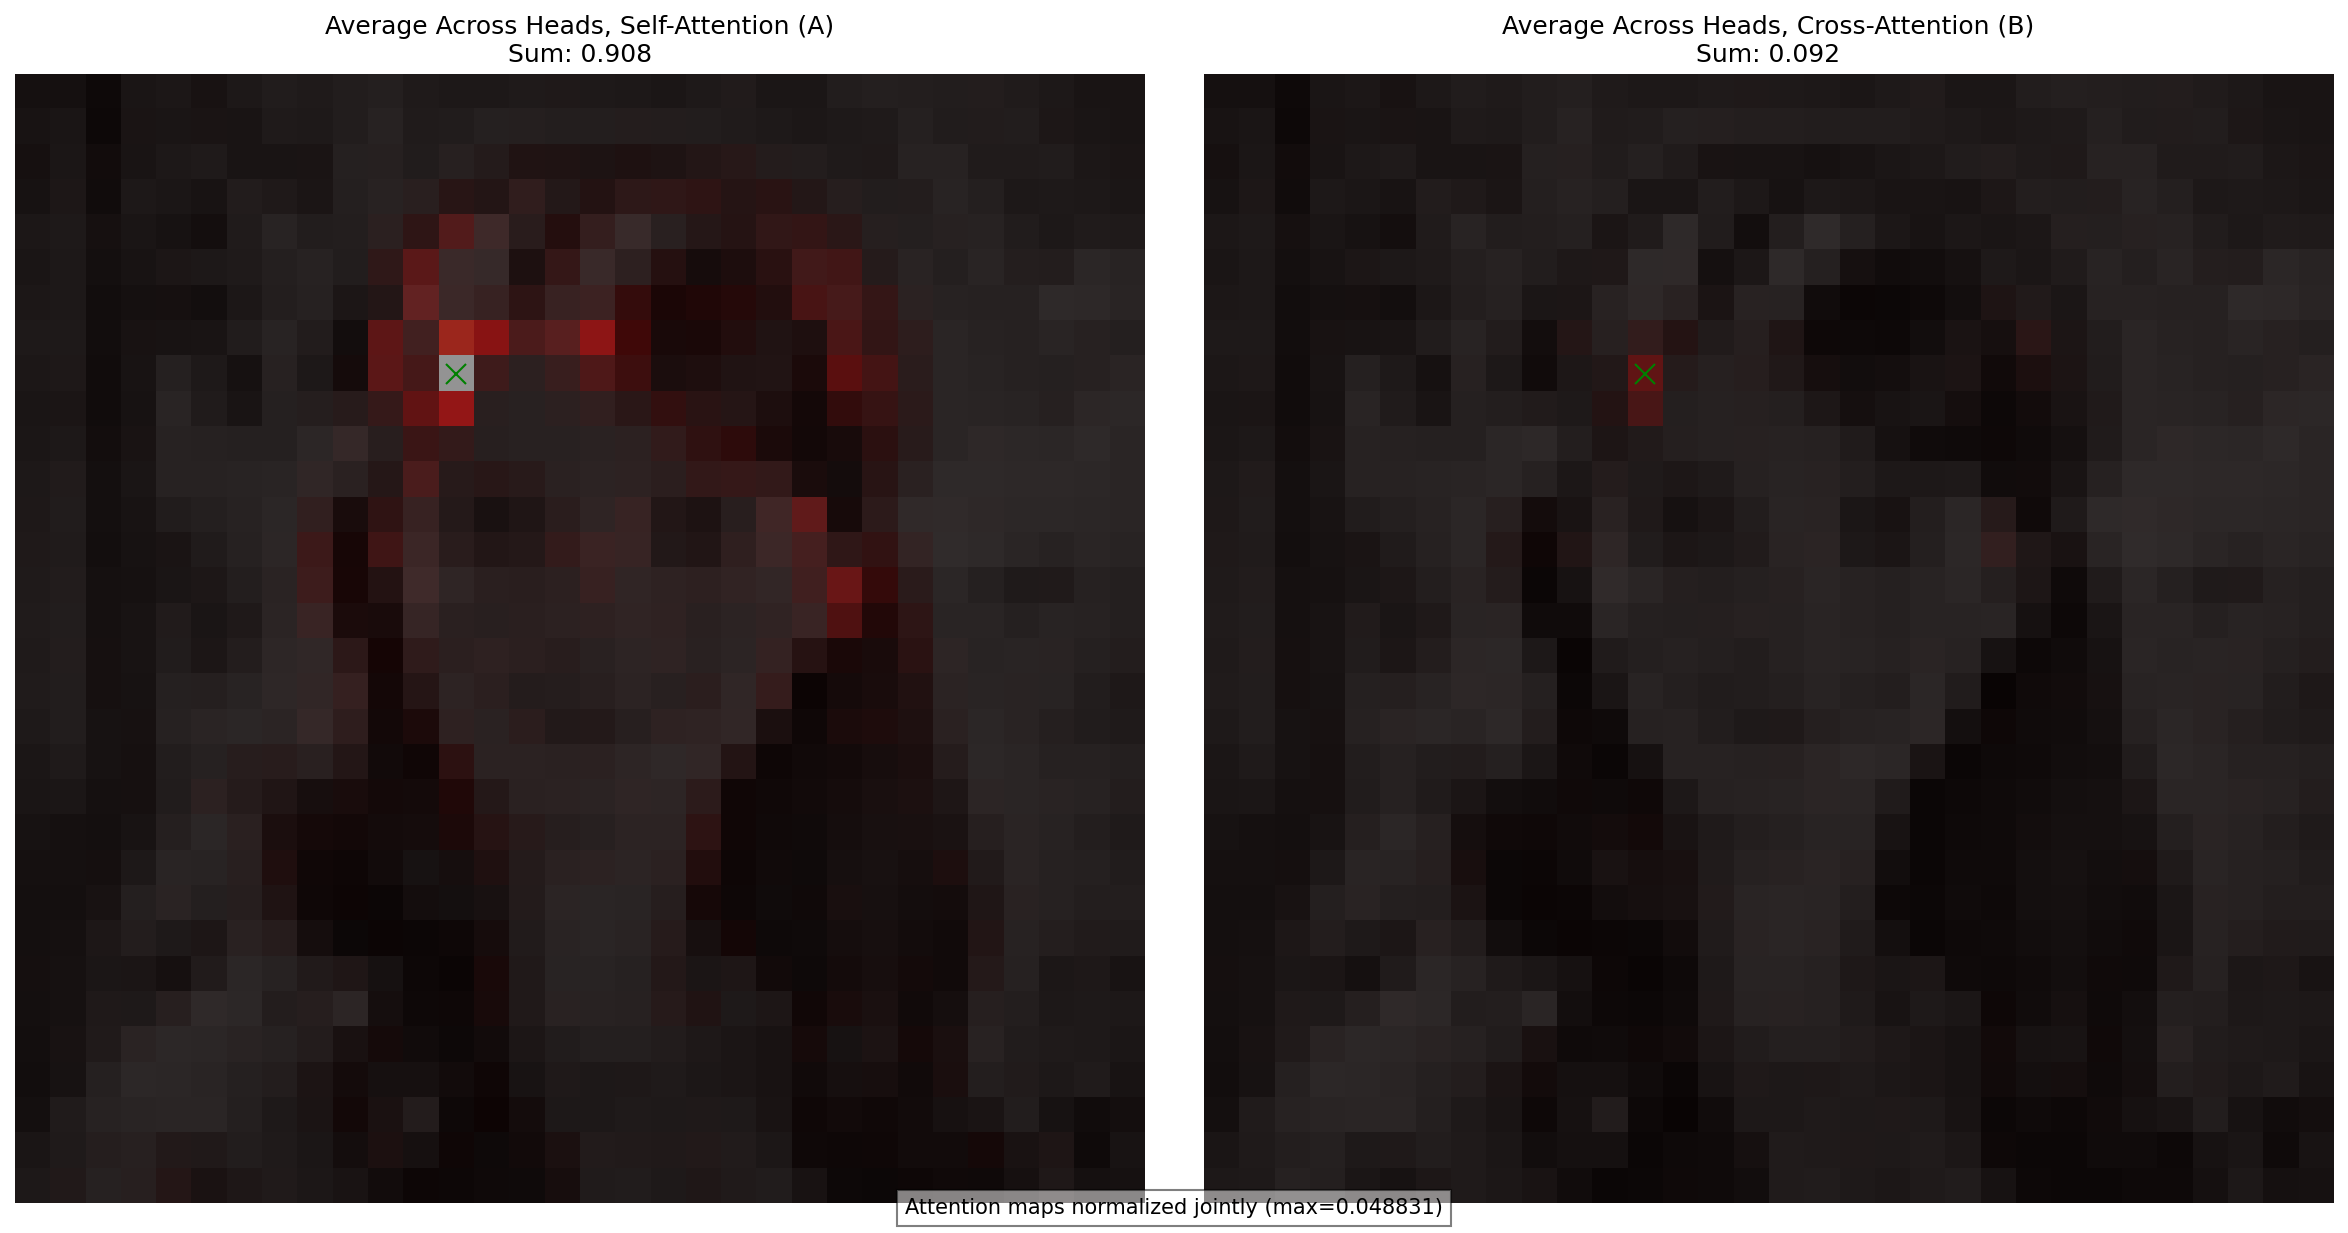 Average Across Heads, Self-Attention (A)
Sum: 0.908
Average Across Heads, Cross-Attention (B)
Sum: 0.092
Attention maps normalized jointly (max=0.048831)